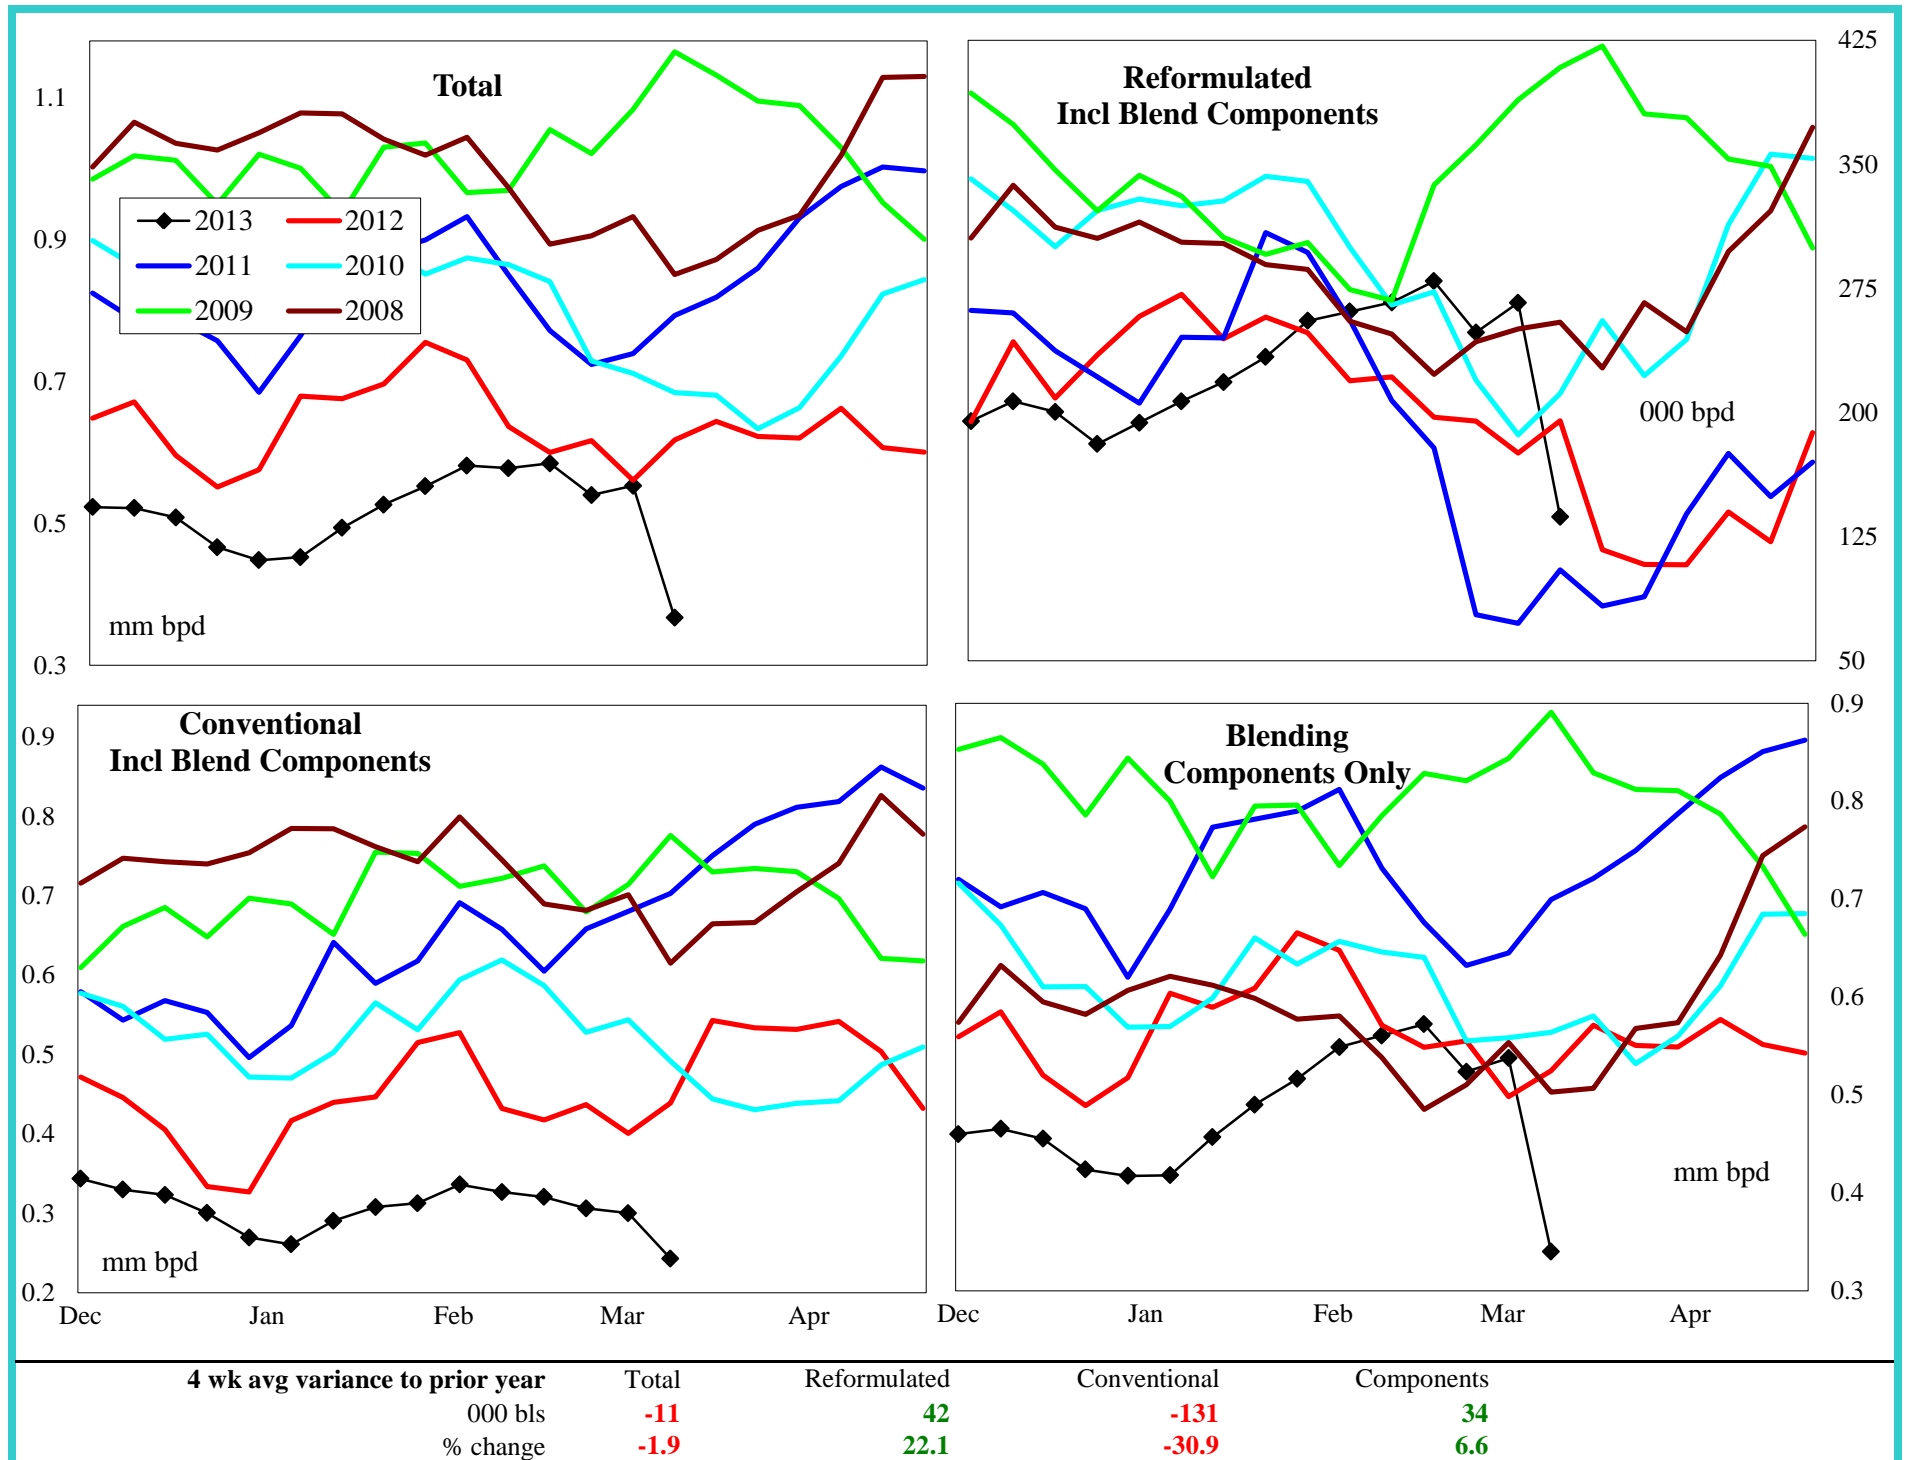 Total
1.1
0.9
0.7
0.5
0.3
2013 2012
2011 2010
2009 2008
mm bpd
Reformulated
Incl Blend Components
425
350
275
200
125
50
000 bpd
Conventional
Incl Blend Components
0.9
0.8
0.7
0.6
0.5
0.4
0.3
0.2
mm bpd
Dec Jan Feb Mar Apr
Blending
Components Only
0.9
0.8
0.7
0.6
0.5
0.4
0.3
mm bpd
Dec Jan Feb Mar Apr
4 wk avg variance to prior year Total Reformulated Conventional Components
000 bls -11 42 -131 34
% change -1.9 22.1 -30.9 6.6